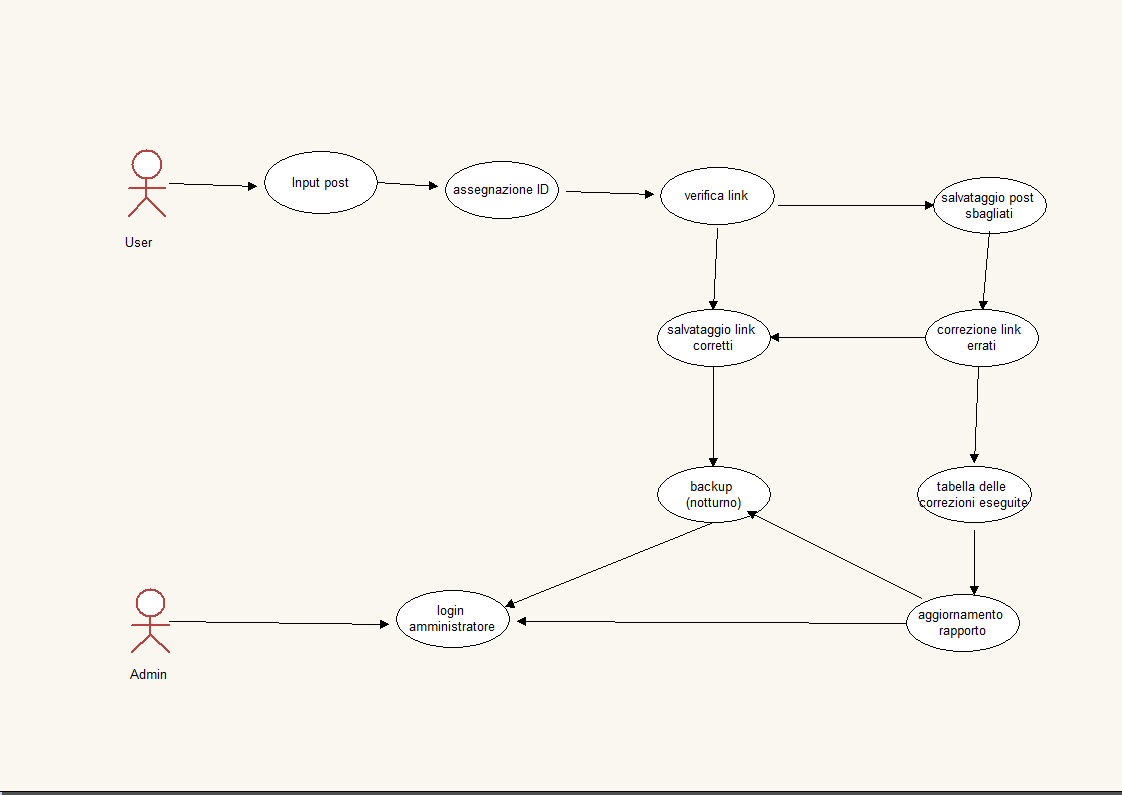 Input post
assegnazione ID
verifica link
salvataggio post
sbagliati
User
salvataggio link
corretti
correzione link
errati
backup
(notturno)
tabella delle
correzioni eseguite
login
amministratore
aggiornamento
rapporto
Admin